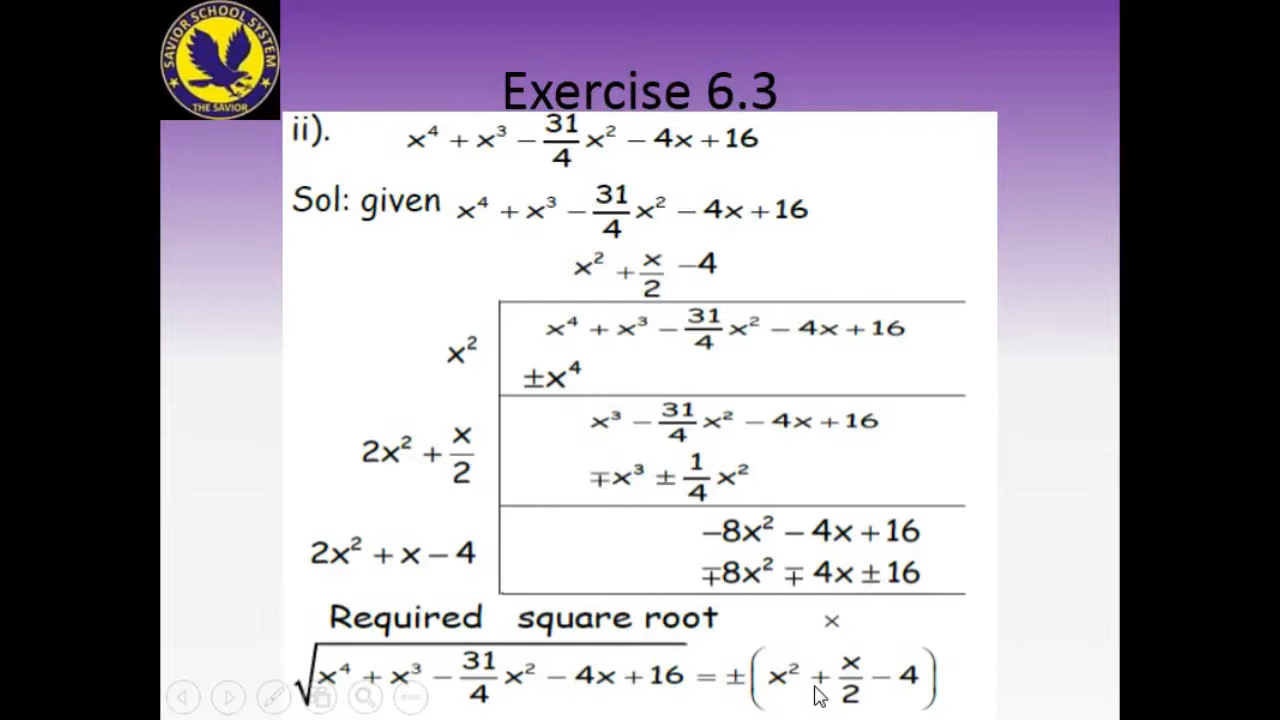 SAVIOR SCHOOL SYSTEM
THE SAVIOR
Exercise 6.3
ii). x⁴ + x³ − 31/4 x² − 4x + 16
Sol: given x⁴ + x³ − 31/4 x² − 4x + 16
x² + x/2 − 4
x⁴ + x³ − 31/4 x² − 4x + 16
x²
±x⁴
x³ − 31/4 x² − 4x + 16
2x² + x/2
∓x³ ± 1/4 x²
−8x² − 4x + 16
2x² + x − 4
∓8x² ∓ 4x ± 16
Required square root ×
√(x⁴ + x³ − 31/4 x² − 4x + 16) = ±(x² + x/2 − 4)